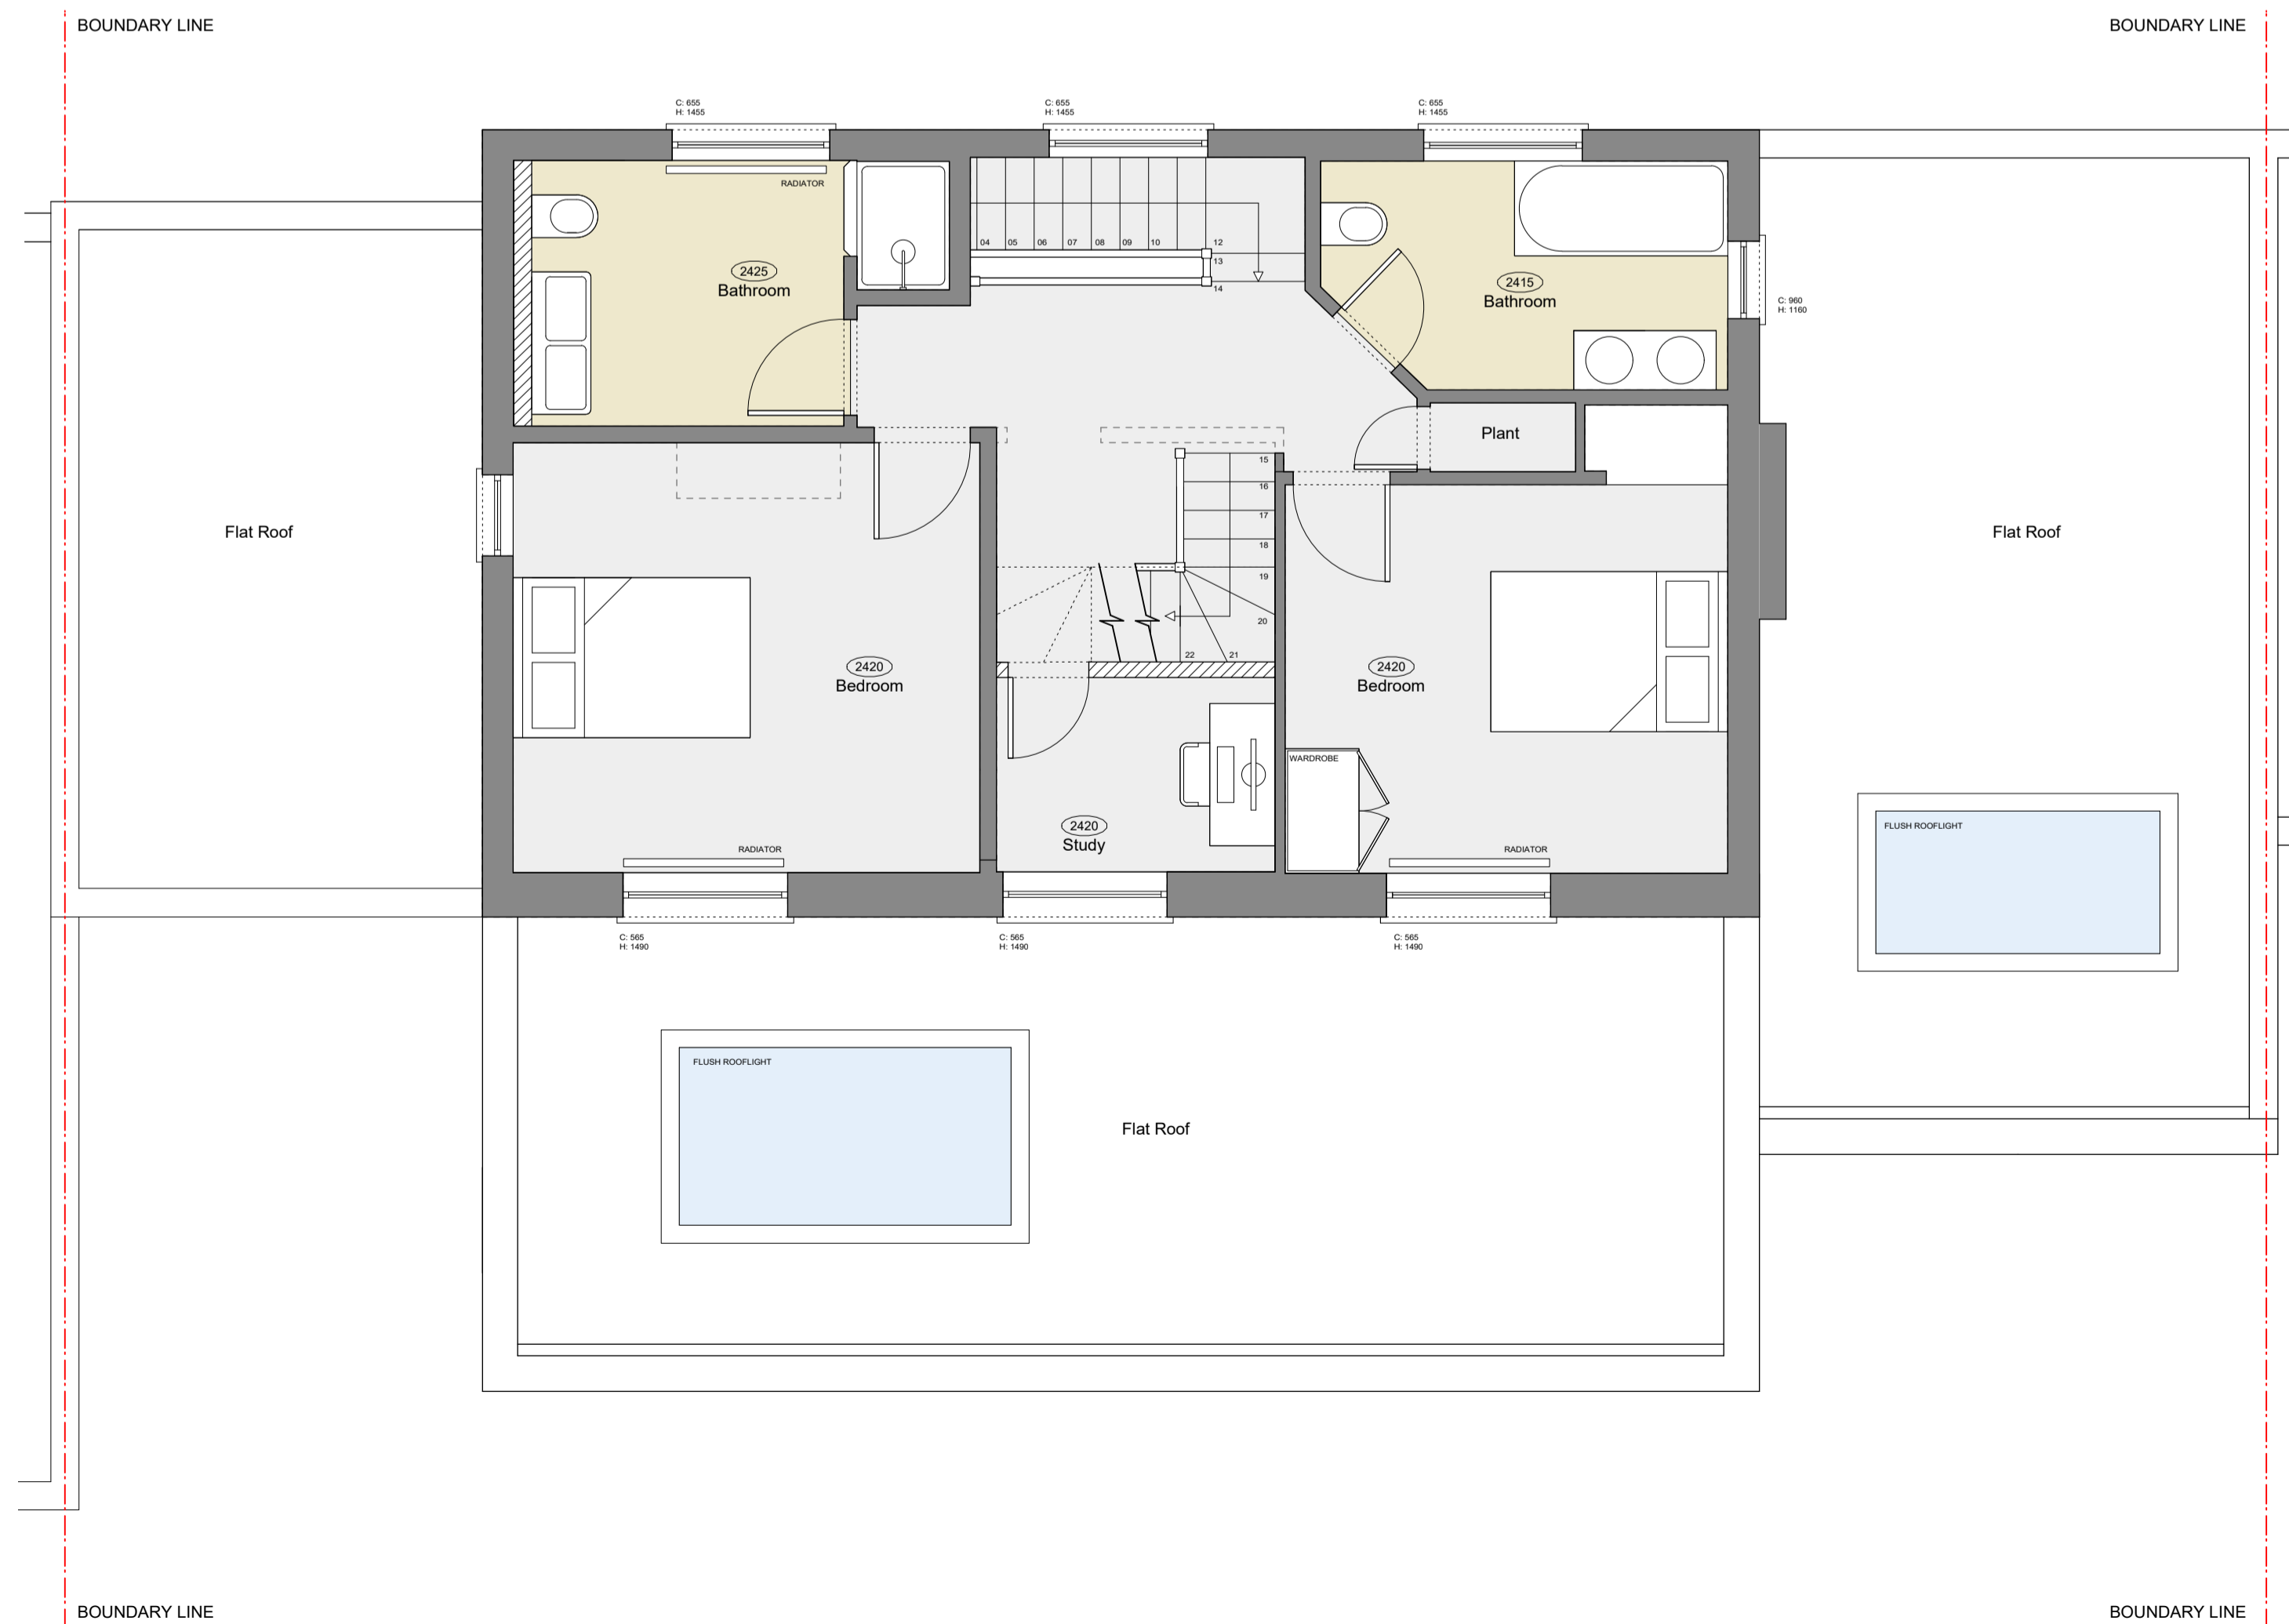 BOUNDARY LINE
BOUNDARY LINE
C: 655
H: 1455
C: 655
H: 1455
C: 655
H: 1455
RADIATOR
04 05 06 07 08 09 10 12
13
14
2425
Bathroom
2415
Bathroom
C: 960
H: 1160
Plant
15
16
17
18
19
20
21
22
Flat Roof
Flat Roof
2420
Bedroom
2420
Bedroom
WARDROBE
2420
Study
RADIATOR
RADIATOR
FLUSH ROOFLIGHT
C: 565
H: 1490
C: 565
H: 1490
C: 565
H: 1490
FLUSH ROOFLIGHT
Flat Roof
BOUNDARY LINE
BOUNDARY LINE